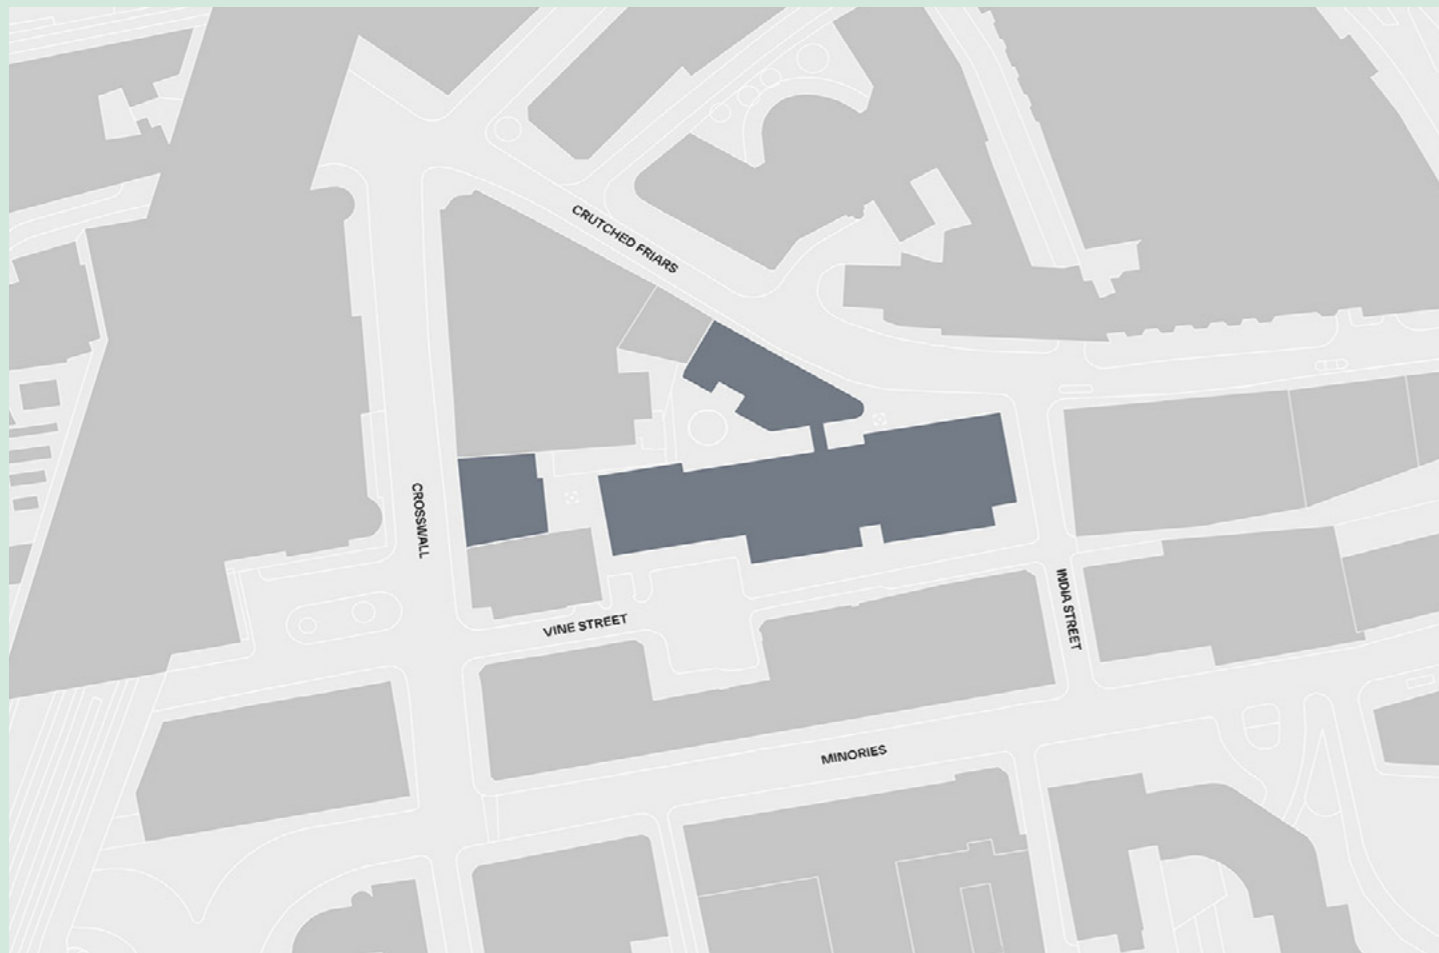 CRUTCHED FRIARS
CROSSWALL
INDIA STREET
VINE STREET
MINORIES